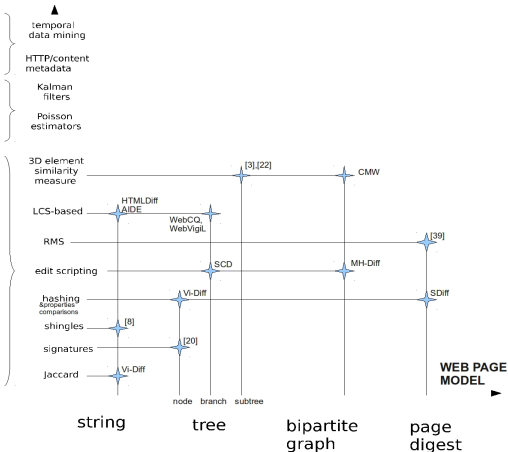 temporal
data mining
HTTP/content
metadata
Kalman
filters
Poisson
estimators
3D element
similarity
measure
[3],[22]
CMW
HTMLDiff
AIDE
LCS-based
WebCQ,
WebVigiL
RMS
[39]
edit scripting
SCD
MH-Diff
hashing
Vi-Diff
SDiff
&properties
comparisons
shingles
[8]
signatures
[20]
Jaccard
Vi-Diff
WEB PAGE
MODEL
node branch subtree
string tree bipartite page
graph digest